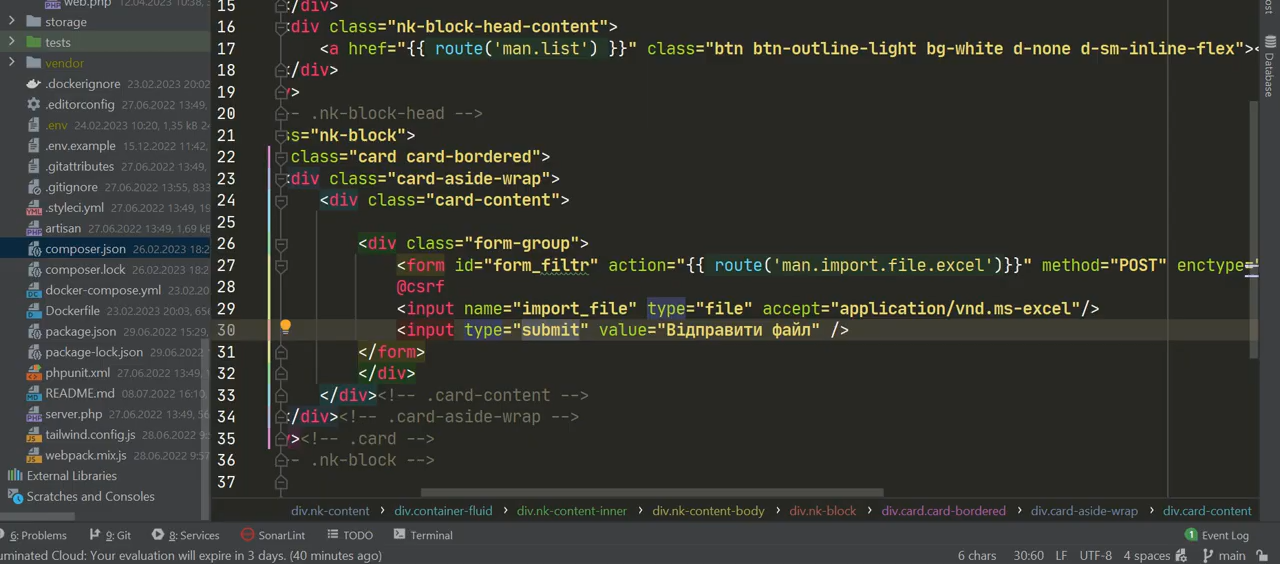 web.php 12.04
storage
tests
vendor
.dockerignore 23.02.2023 20:02
.editorconfig 27.06.2022 13:49,
.env 24.02.2023 10:20, 1,35 kB 24
.env.example 15.12.2022 11:42,
.gitattributes 27.06.2022 13:49,
.gitignore 27.06.2022 13:55, 833
.styleci.yml 27.06.2022 13:49, 19
artisan 27.06.2022 13:49, 1,69 kB
composer.json 26.02.2023 18:2
composer.lock 26.02.2023 18:2
docker-compose.yml 26.02.20
Dockerfile 23.02.2023 20:03, 656
package.json 29.06.2022 13:4
package-lock.json 29.06.2022
phpunit.xml 27.06.2022 13:49,
README.md 08.07.2022 16:10,
server.php 27.06.2022 13:49, 56
tailwind.config.js 28.06.2022 9:
webpack.mix.js 28.06.2022 9:57
External Libraries
Scratches and Consoles
15 </div>
16 <div class="nk-block-head-content">
17 <a href="{{ route('man.list') }}" class="btn btn-outline-light bg-white d-none d-sm-inline-flex"><
18 </div>
19 >
20 - .nk-block-head -->
21 ss="nk-block">
22 class="card card-bordered">
23 <div class="card-aside-wrap">
24 <div class="card-content">
25
26 <div class="form-group">
27 <form id="form_filtr" action="{{ route('man.import.file.excel')}}" method="POST" enctype=
28 @csrf
29 <input name="import_file" type="file" accept="application/vnd.ms-excel"/>
30 <input type="submit" value="Відправити файл" />
31 </form>
32 </div>
33 </div><!-- .card-content -->
34 </div><!-- .card-aside-wrap -->
35 ><!-- .card -->
36 - .nk-block -->
37
div.nk-content div.container-fluid div.nk-content-inner div.nk-content-body div.nk-block div.card.card-bordered div.card-aside-wrap div.card-content
6: Problems 9: Git 8: Services SonarLint TODO Terminal 1 Event Log
uminated Cloud: Your evaluation will expire in 3 days. (40 minutes ago) 6 chars 30:60 LF UTF-8 4 spaces main
Database